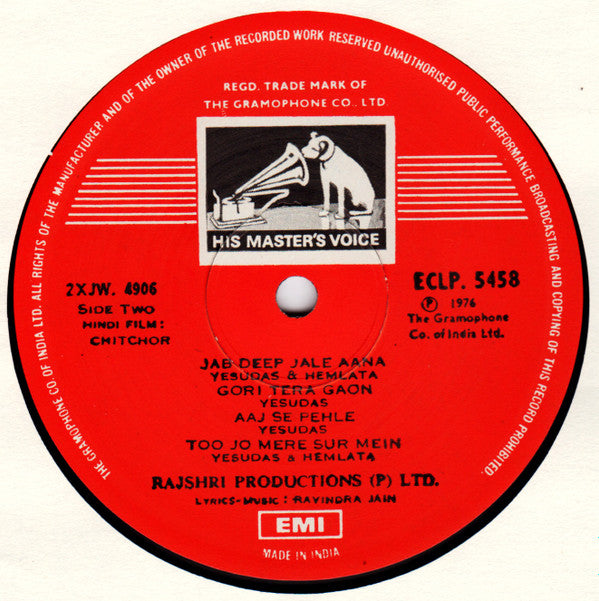 THE GRAMOPHONE CO. OF INDIA LTD. ALL RIGHTS OF THE MANUFACTURER AND OF THE OWNER OF THE RECORDED WORK RESERVED UNAUTHORISED PUBLIC PERFORMANCE BROADCASTING AND COPYING OF THIS RECORD PROHIBITED.
REGD. TRADE MARK OF
THE GRAMOPHONE CO., LTD.
HIS MASTER'S VOICE
2XJW. 4906
SIDE TWO
HINDI FILM:
CHITCHOR
ECLP. 5458
℗ 1976
The Gramophone
Co. of India Ltd.
JAB DEEP JALE AANA
YESUDAS & HEMLATA
GORI TERA GAON
YESUDAS
AAJ SE PEHLE
YESUDAS
TOO JO MERE SUR MEIN
YESUDAS & HEMLATA
RAJSHRI PRODUCTIONS (P) LTD.
LYRICS-MUSIC : RAVINDRA JAIN
EMI
MADE IN INDIA